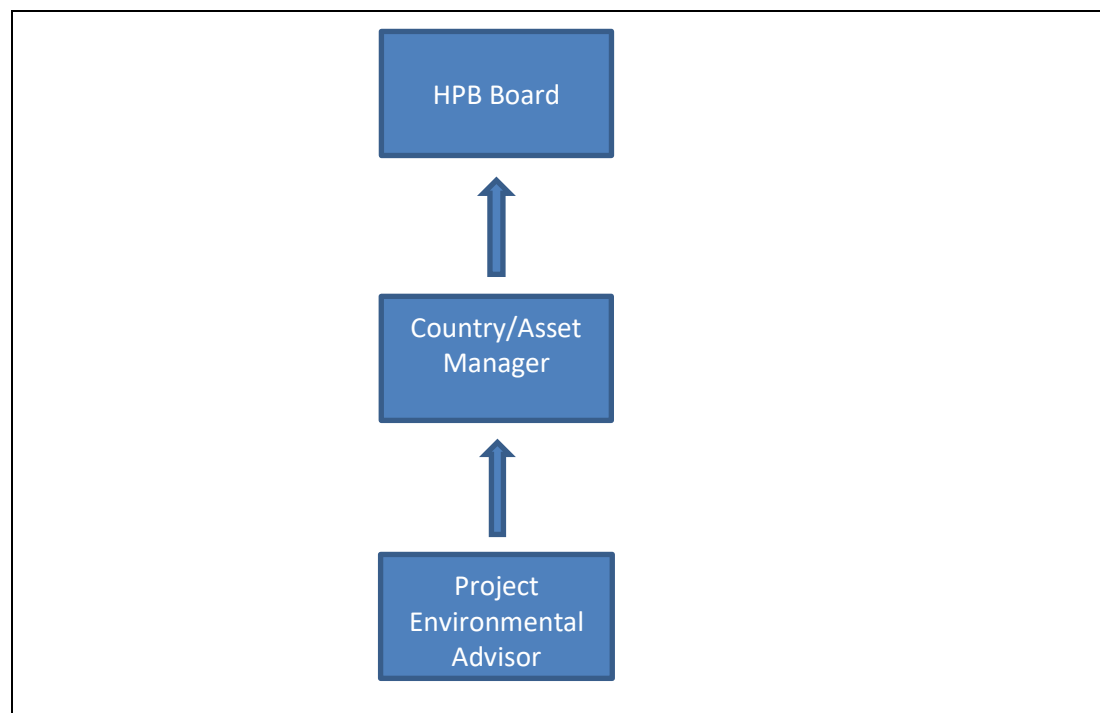 HPB Board
Country/Asset
Manager
Project
Environmental
Advisor